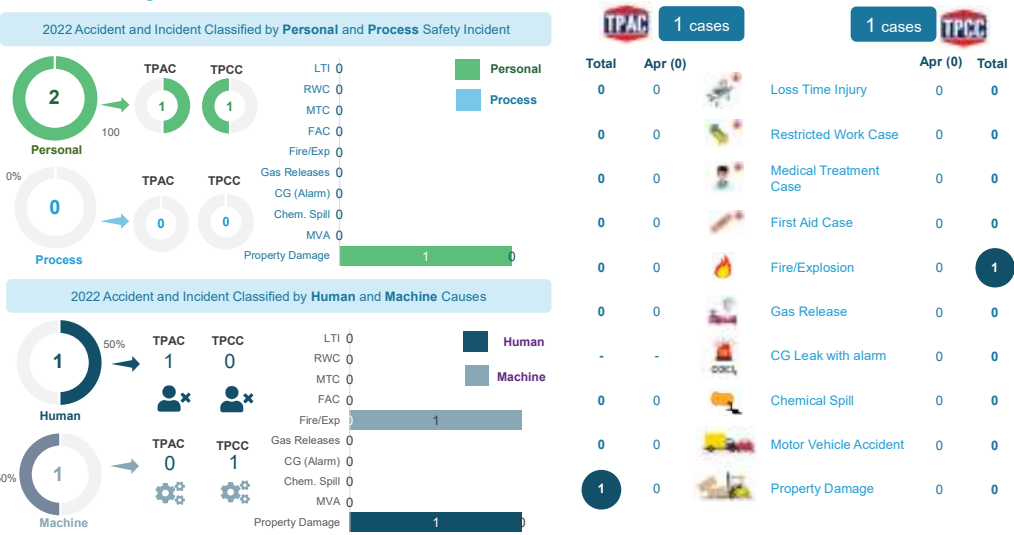 2022 Accident and Incident Classified by Personal and Process Safety Incident
2
100
Personal
TPAC
1
TPCC
1
0%
0
Process
TPAC
0
TPCC
0
LTI 0
RWC 0
MTC 0
FAC 0
Fire/Exp 0
Gas Releases 0
CG (Alarm) 0
Chem. Spill 0
MVA 0
Property Damage 1 0
Personal
Process
2022 Accident and Incident Classified by Human and Machine Causes
1
50%
Human
TPAC
1
TPCC
0
1
Machine
TPAC
0
TPCC
1
LTI 0
RWC 0
MTC 0
FAC 0
Fire/Exp 0 1
Gas Releases 0
CG (Alarm) 0
Chem. Spill 0
MVA 0
Property Damage 1 0
Human
Machine
TPAC 1 cases 1 cases TPCC
Total Apr (0) Apr (0) Total
0 0 Loss Time Injury 0 0
0 0 Restricted Work Case 0 0
0 0 Medical Treatment
Case 0 0
0 0 First Aid Case 0 0
0 0 Fire/Explosion 0 1
0 0 Gas Release 0 0
- - COCl₂ CG Leak with alarm 0 0
0 0 Chemical Spill 0 0
0 0 Motor Vehicle Accident 0 0
1 0 Property Damage 0 0